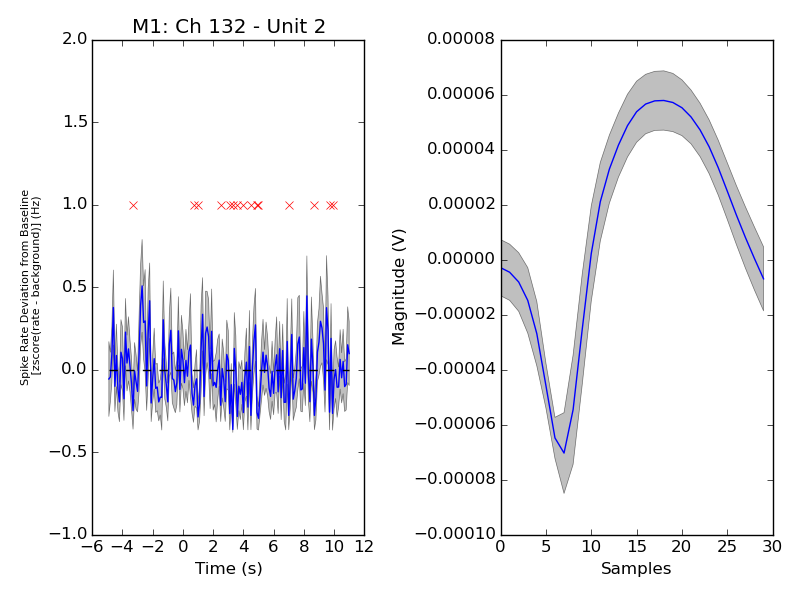 M1: Ch 132 - Unit 2
2.0
1.5
1.0
0.5
0.0
−0.5
−1.0
−6 −4 −2 0 2 4 6 8 10 12
Time (s)
Spike Rate Deviation from Baseline
[zscore(rate - background)] (Hz)
0.00008
0.00006
0.00004
0.00002
0.00000
−0.00002
−0.00004
−0.00006
−0.00008
−0.00010
0 5 10 15 20 25 30
Samples
Magnitude (V)